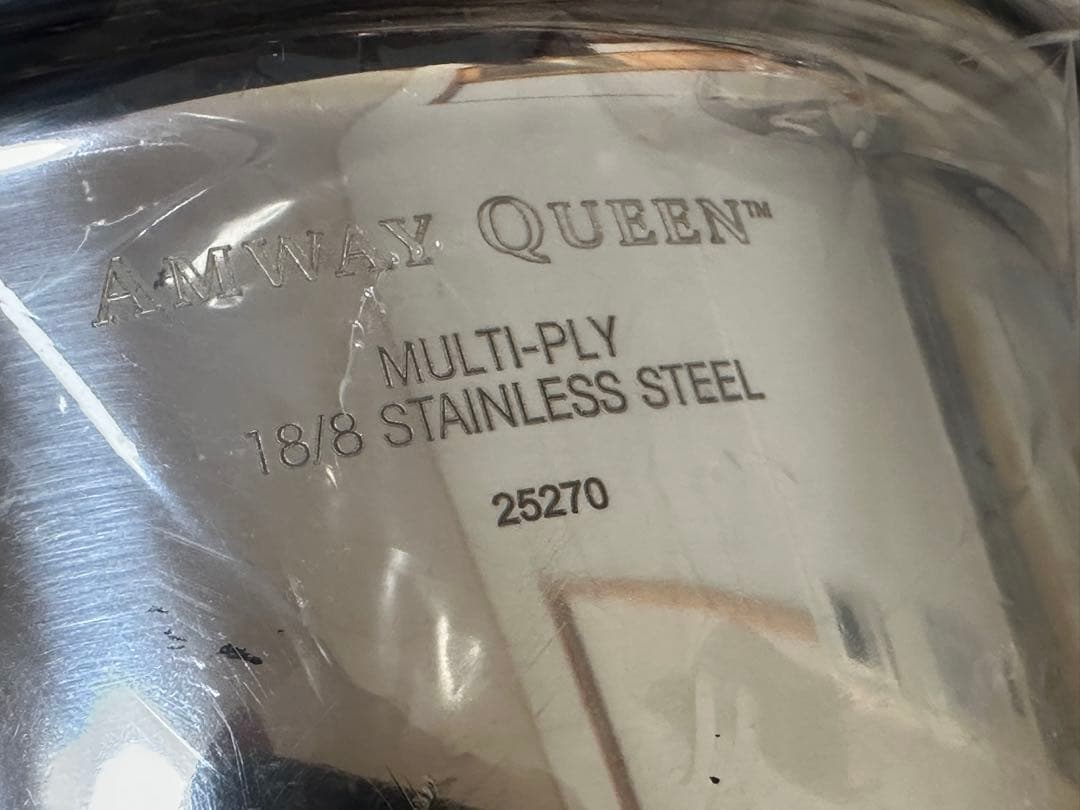 AMWAY QUEEN™
MULTI-PLY
18/8 STAINLESS STEEL
25270